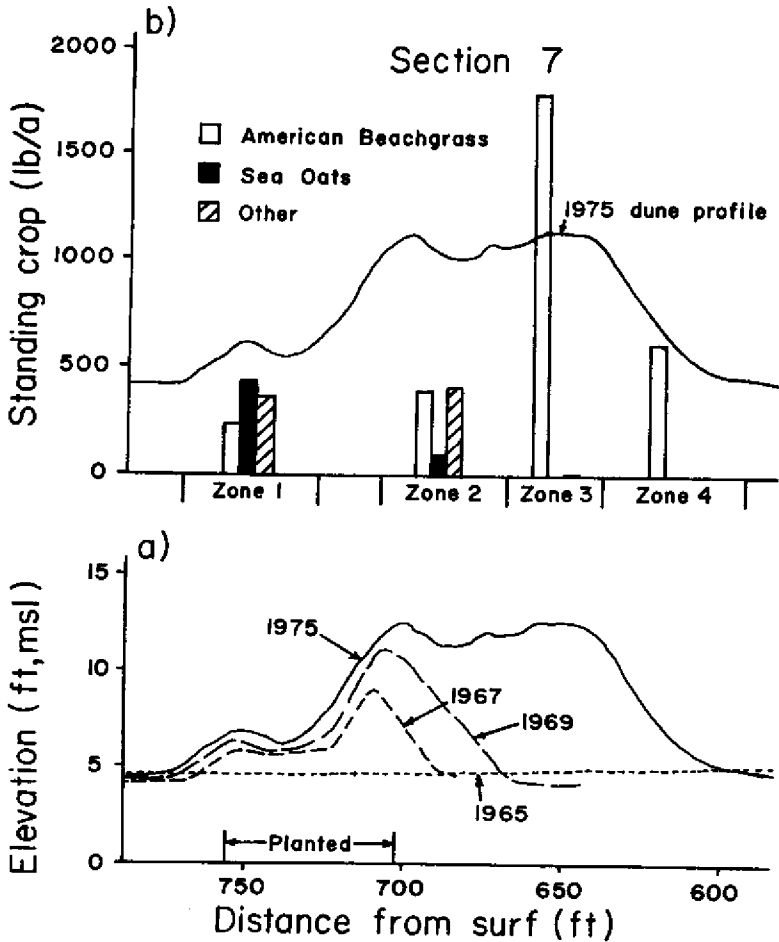 b)
Section 7
2000
1500
1000
500
0
Standing crop (lb/a)
American Beachgrass
Sea Oats
Other
1975 dune profile
Zone 1
Zone 2
Zone 3
Zone 4
a)
15
10
5
0
Elevation (ft, msl)
1975
1967
1969
1965
Planted
750
700
650
600
Distance from surf (ft)